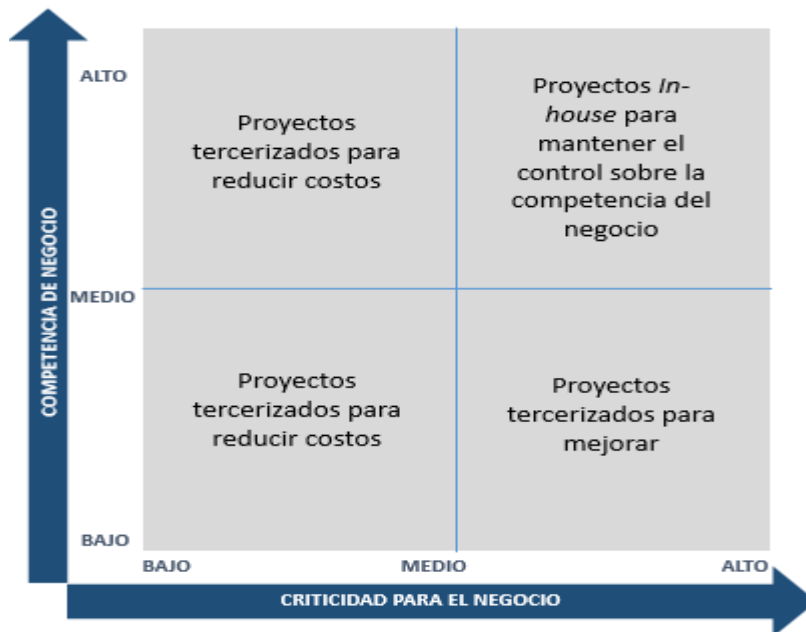 ALTO
Proyectos
tercerizados para
reducir costos
Proyectos In-
house para
mantener el
control sobre la
competencia del
negocio
COMPETENCIA DE NEGOCIO
MEDIO
Proyectos
tercerizados para
reducir costos
Proyectos
tercerizados para
mejorar
BAJO
BAJO
MEDIO
ALTO
CRITICIDAD PARA EL NEGOCIO